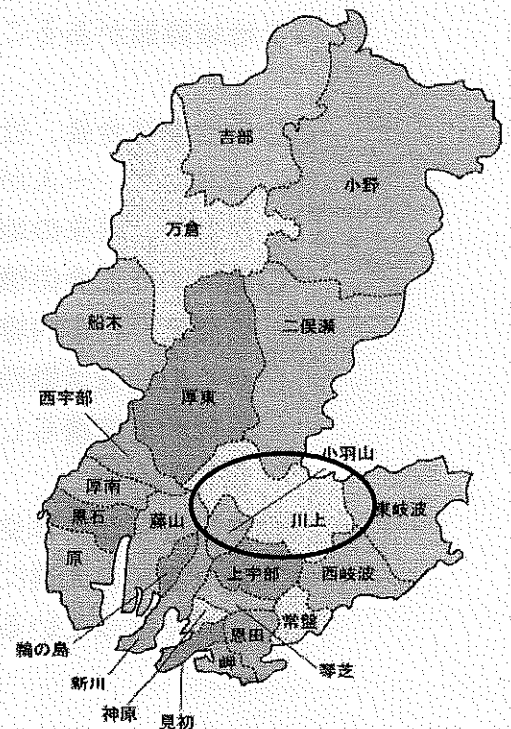 吉部
小野
万倉
船木
二俣瀬
厚東
西宇部
小羽山
厚南
黒石
藤山
川上
東岐波
原
上宇部
西岐波
常盤
恩田
岬
鵜の島
新川
神原
見初
琴芝